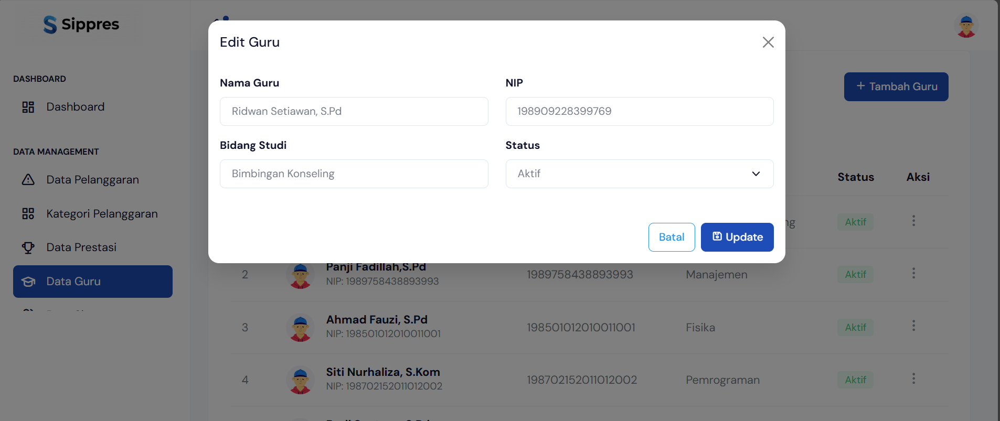 Sippres
DASHBOARD
Dashboard
DATA MANAGEMENT
Data Pelanggaran
Kategori Pelanggaran
Data Prestasi
Data Guru
Edit Guru
Nama Guru
NIP
Ridwan Setiawan, S.Pd
198909228399769
Bidang Studi
Status
Bimbingan Konseling
Aktif
Batal
Update
+ Tambah Guru
Status Aksi
ng Aktif
2 Panji Fadillah,S.Pd 1989758438893993 Manajemen Aktif
NIP: 1989758438893993
3 Ahmad Fauzi, S.Pd 198501012010011001 Fisika Aktif
NIP: 198501012010011001
4 Siti Nurhaliza, S.Kom 198702152011012002 Pemrograman Aktif
NIP: 198702152011012002